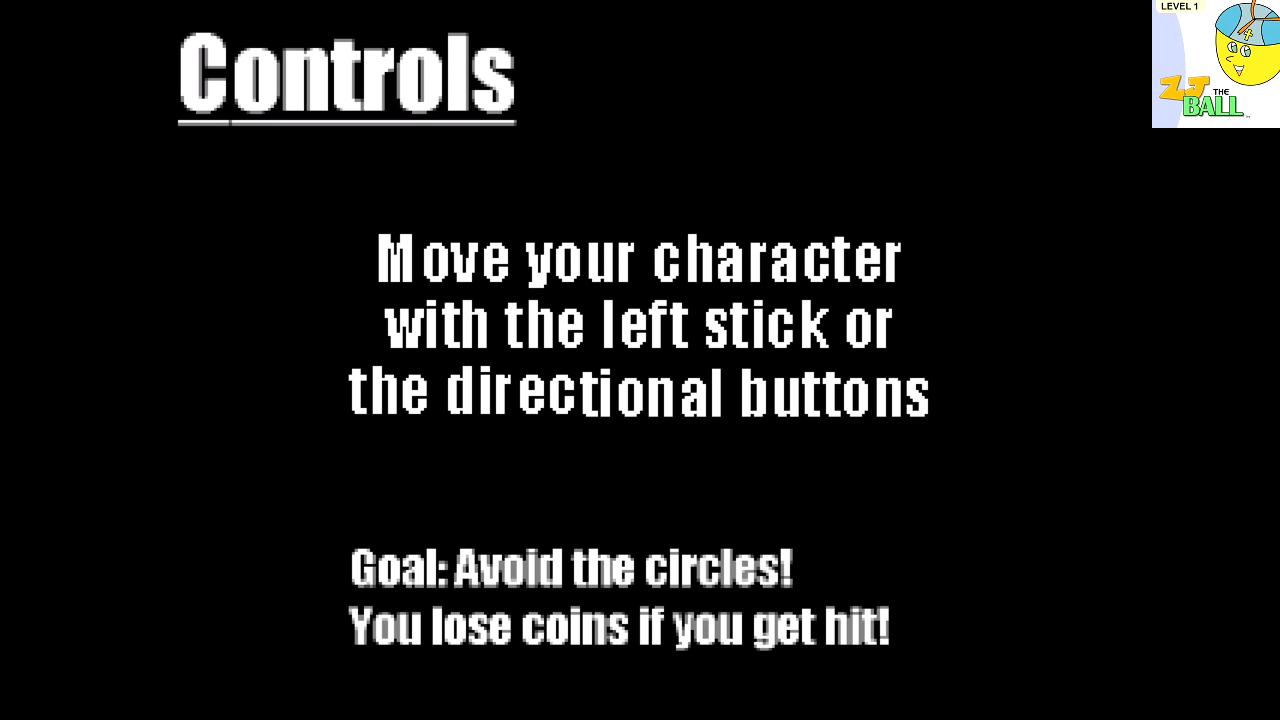 Controls
LEVEL 1
ZJ THE BALL
Move your character
with the left stick or
the directional buttons
Goal: Avoid the circles!
You lose coins if you get hit!